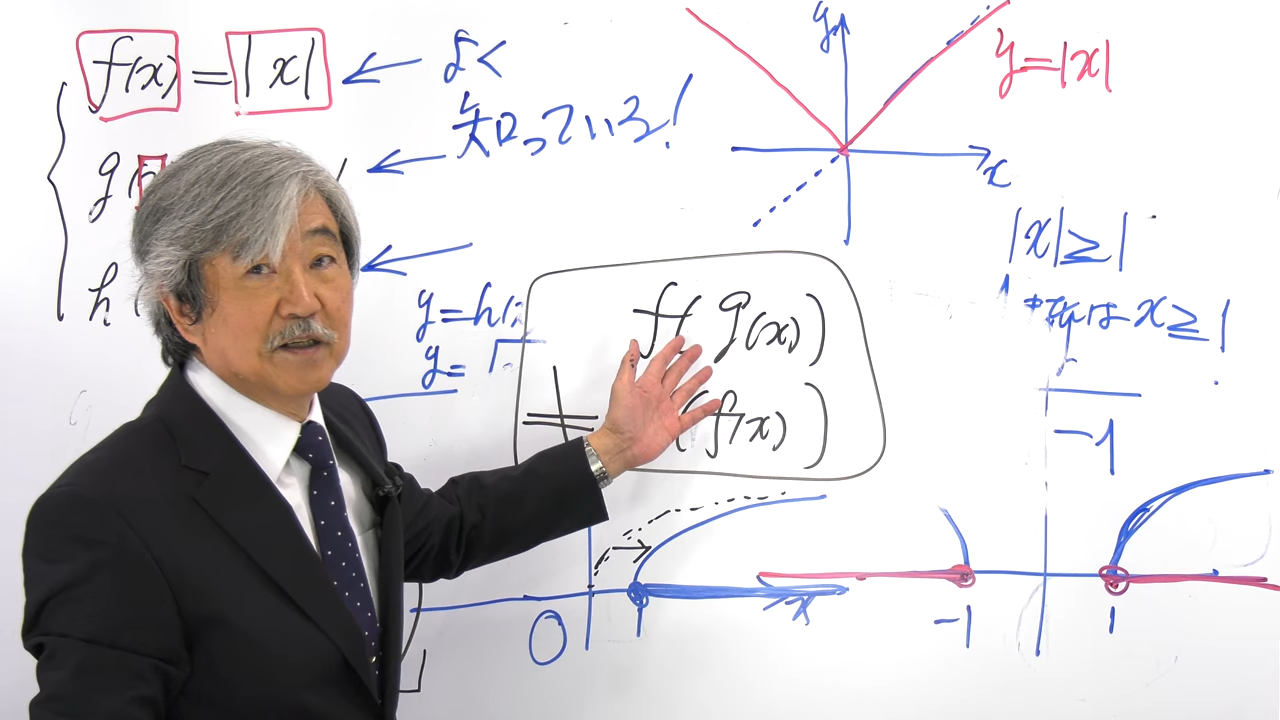 f(x) = |x| ← よく
知っている!
g(
h(
y
x
y=|x|
|x|≧1
または x≧1
y=h(
y=√
f(g(x))
≠
(f(x))
-1
0
1
x
-1
1